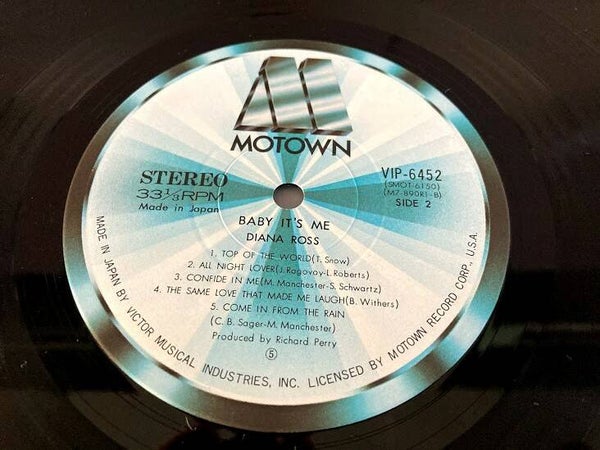 M
MOTOWN
STEREO
33⅓RPM
Made in Japan
VIP-6452
(SMOT-6150)
(M7-890R1-B)
SIDE 2
BABY IT'S ME
DIANA ROSS
1. TOP OF THE WORLD(T. Snow)
2. ALL NIGHT LOVER(J. Ragovoy-L. Roberts)
3. CONFIDE IN ME(M. Manchester-S. Schwartz)
4. THE SAME LOVE THAT MADE ME LAUGH(B. Withers)
5. COME IN FROM THE RAIN
(C. B. Sager-M. Manchester)
Produced by Richard Perry
⑤
MADE IN JAPAN BY VICTOR MUSICAL INDUSTRIES, INC. LICENSED BY MOTOWN RECORD CORP., U.S.A.